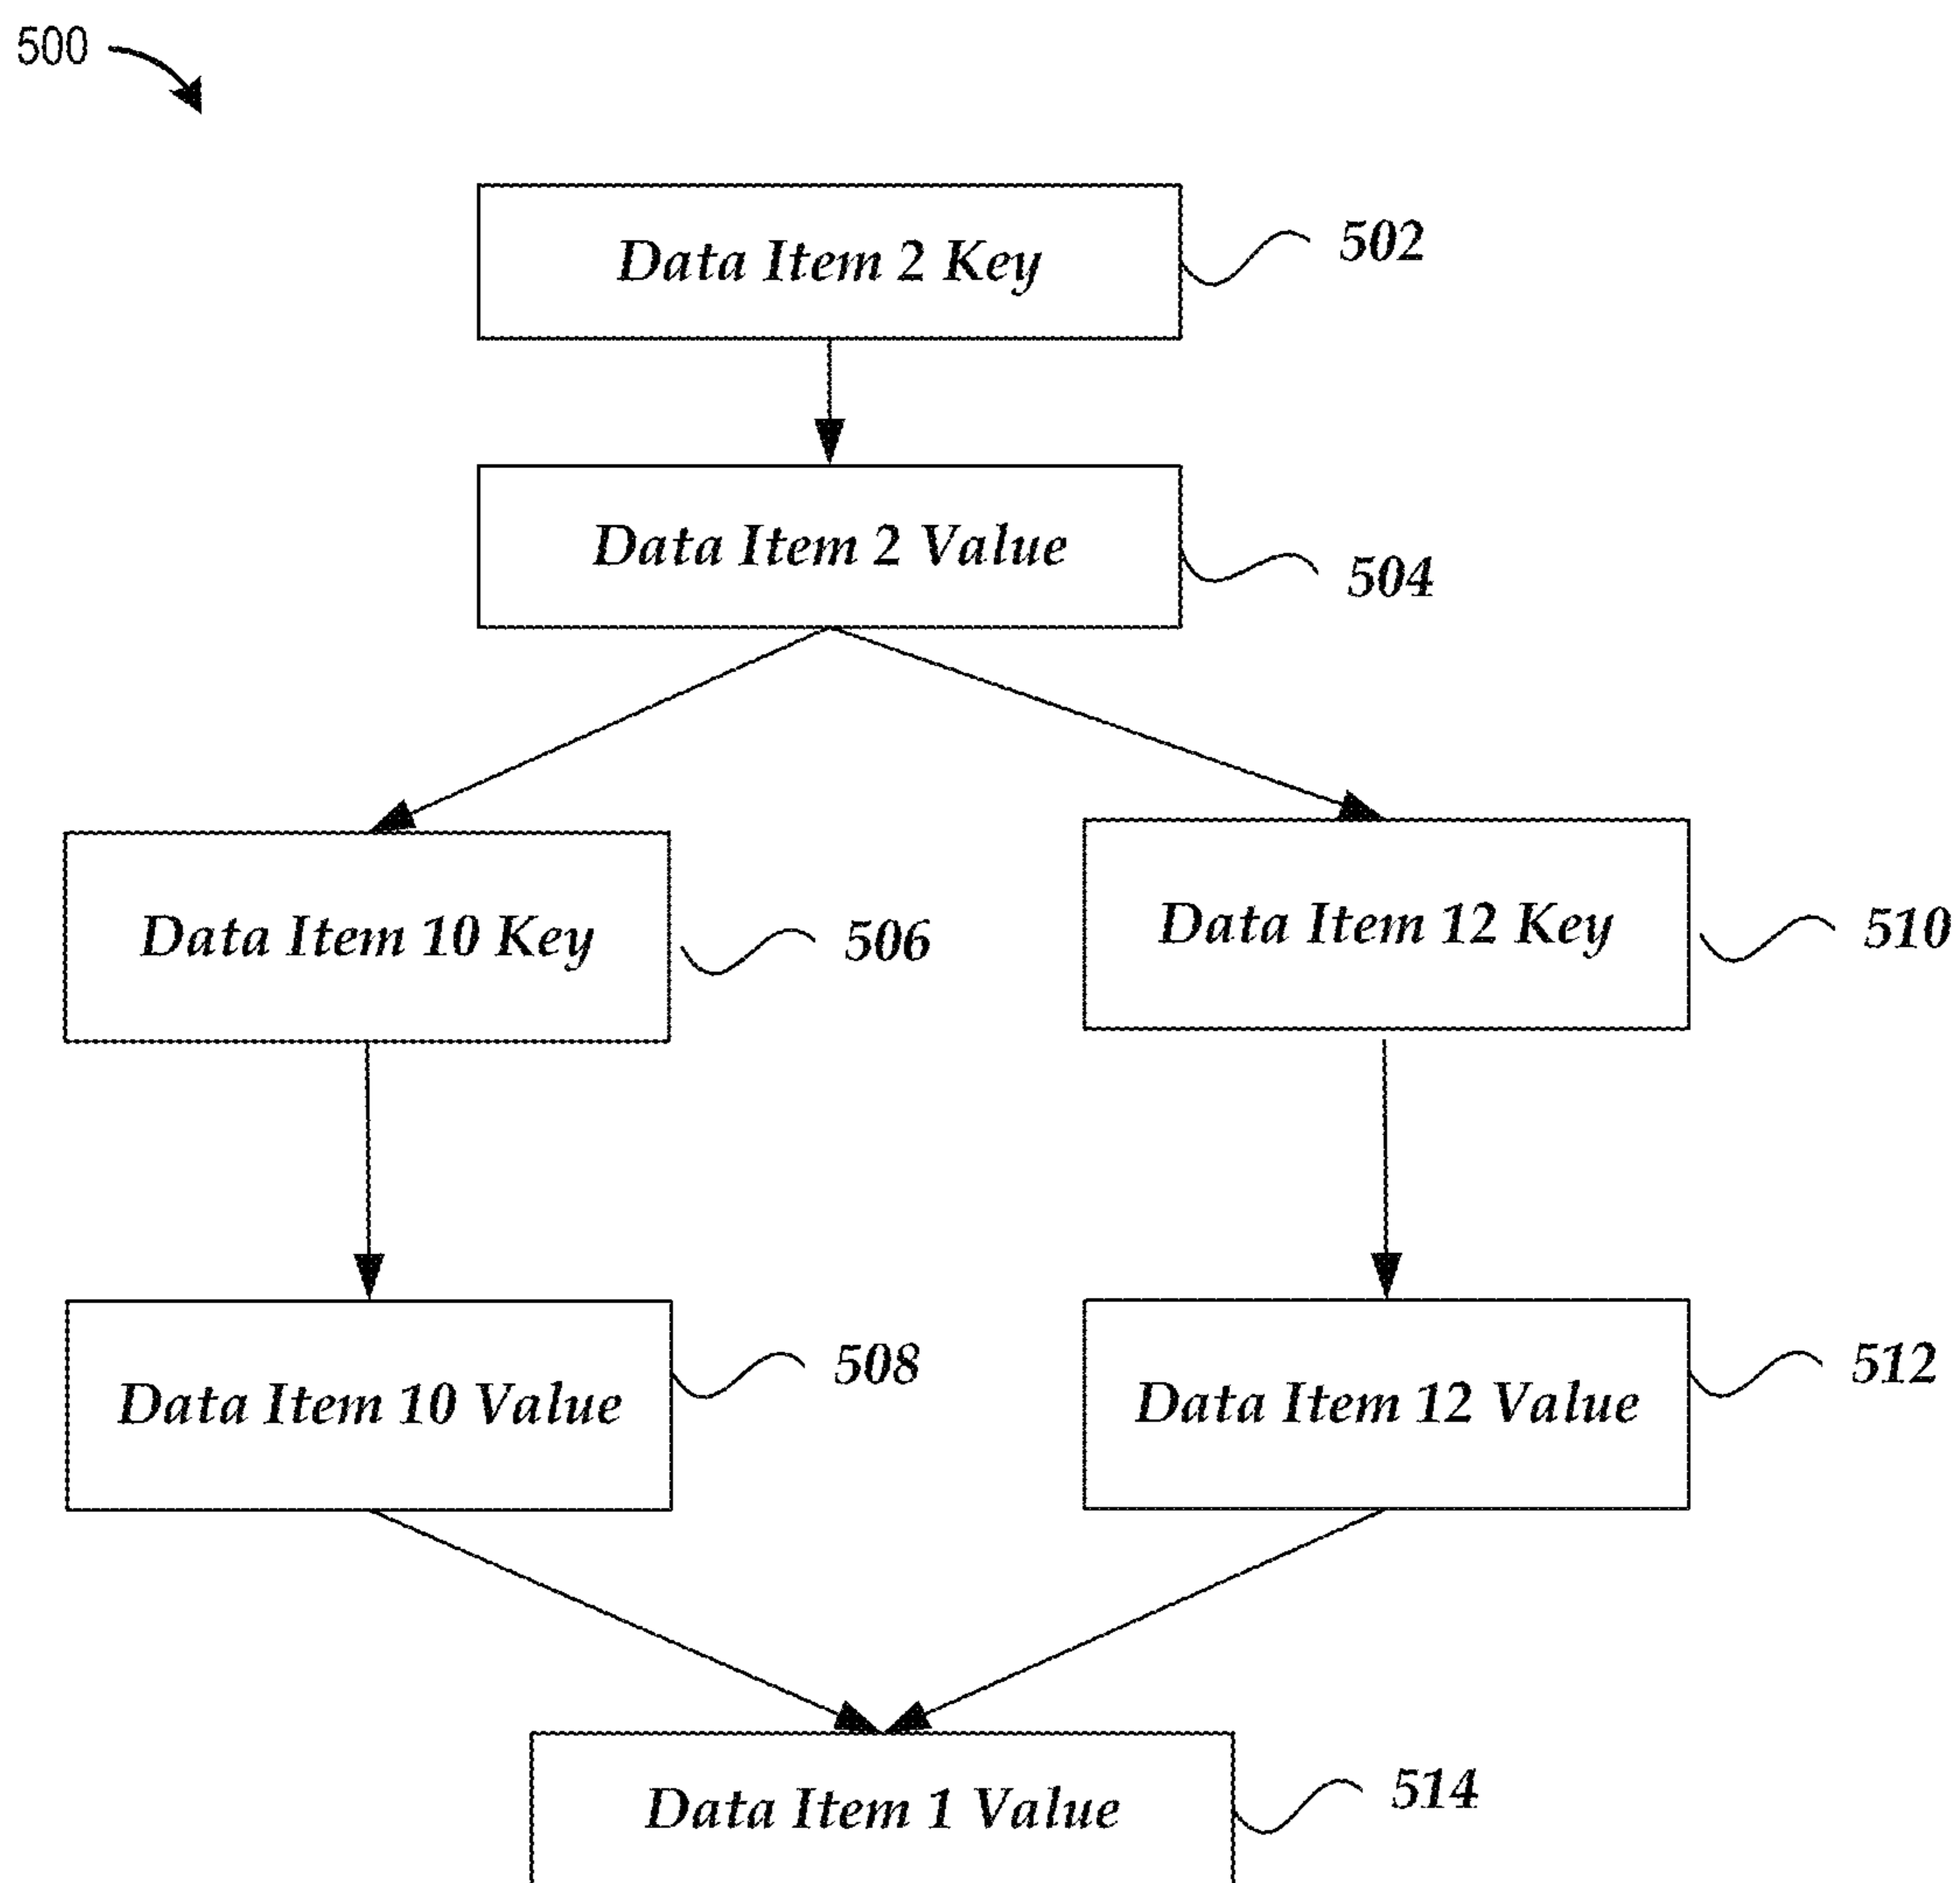 500
Data Item 2 Key
502
Data Item 2 Value
504
Data Item 10 Key
506
Data Item 12 Key
510
Data Item 10 Value
508
Data Item 12 Value
512
Data Item 1 Value
514